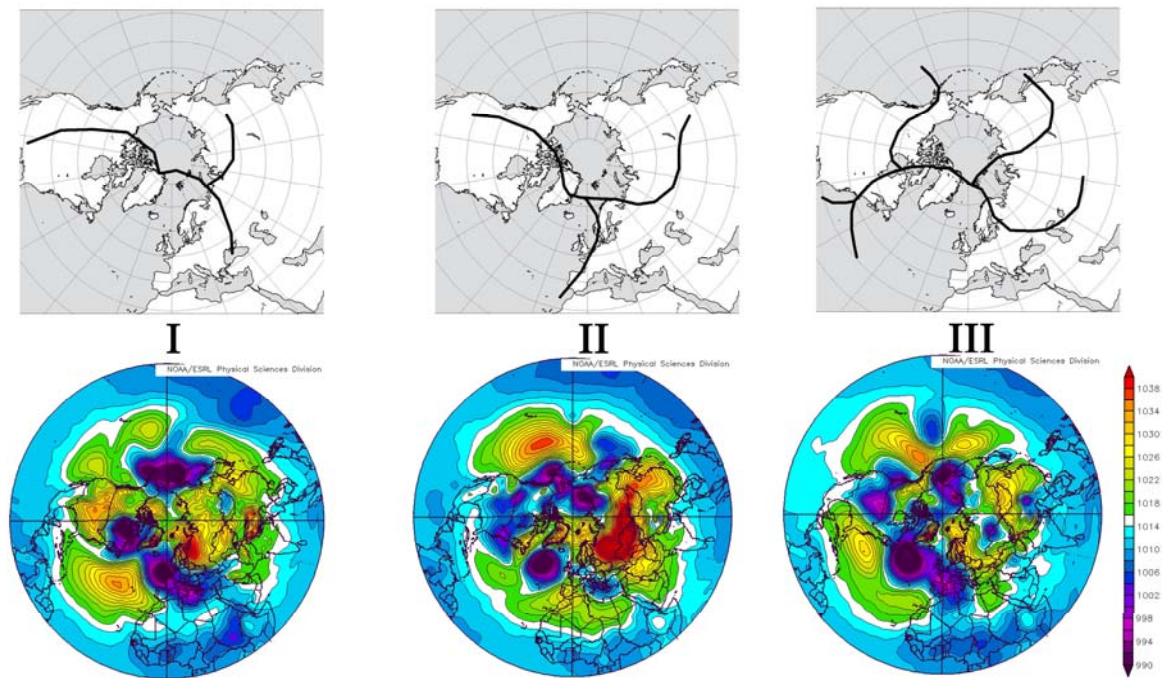 I
II
III
NOAA/ESRL Physical Sciences Division
NOAA/ESRL Physical Sciences Division
NOAA/ESRL Physical Sciences Division
1038
1034
1030
1026
1022
1018
1014
1010
1006
1002
998
994
990